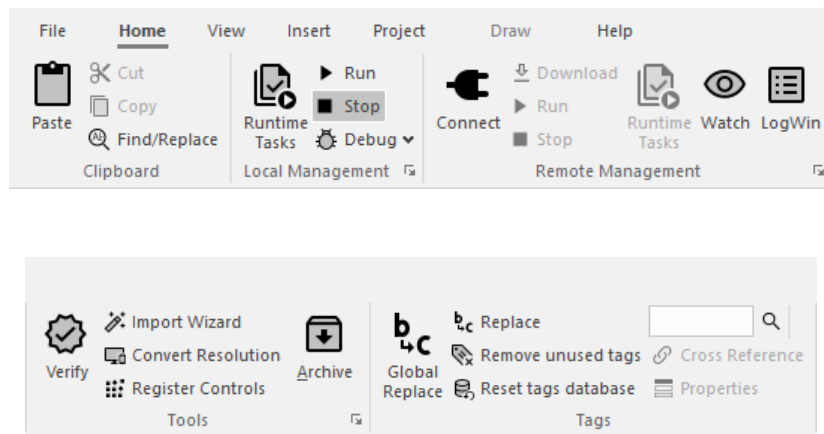 File Home View Insert Project Draw Help
Paste
Cut
Copy
Find/Replace
Clipboard
Runtime
Tasks
Run
Stop
Debug
Local Management
Connect
Download
Run
Stop
Runtime
Tasks
Watch
LogWin
Remote Management
Verify
Import Wizard
Convert Resolution
Register Controls
Archive
Tools
b
c
Global
Replace
b
c
Replace
Remove unused tags
Reset tags database
Cross Reference
Properties
Tags